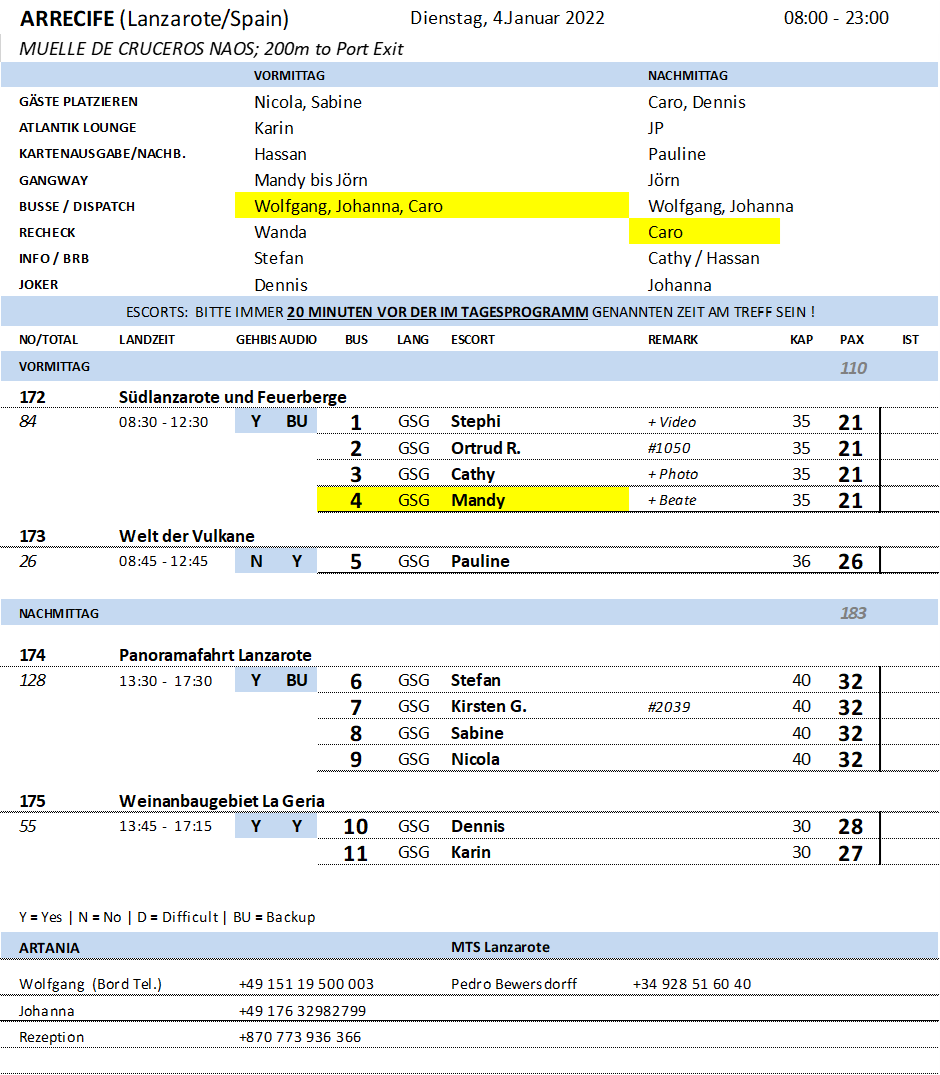 ARRECIFE (Lanzarote/Spain) Dienstag, 4.Januar 2022 08:00 - 23:00
MUELLE DE CRUCEROS NAOS; 200m to Port Exit
VORMITTAG NACHMITTAG
GÄSTE PLATZIEREN Nicola, Sabine Caro, Dennis
ATLANTIK LOUNGE Karin JP
KARTENAUSGABE/NACHB. Hassan Pauline
GANGWAY Mandy bis Jörn Jörn
BUSSE / DISPATCH Wolfgang, Johanna, Caro Wolfgang, Johanna
RECHECK Wanda Caro
INFO / BRB Stefan Cathy / Hassan
JOKER Dennis Johanna
ESCORTS: BITTE IMMER 20 MINUTEN VOR DER IM TAGESPROGRAMM GENANNTEN ZEIT AM TREFF SEIN !
NO/TOTAL LANDZEIT GEHBIS AUDIO BUS LANG ESCORT REMARK KAP PAX IST
VORMITTAG 110
172 Südlanzarote und Feuerberge
84 08:30 - 12:30 Y BU 1 GSG Stephi + Video 35 21
2 GSG Ortrud R. #1050 35 21
3 GSG Cathy + Photo 35 21
4 GSG Mandy + Beate 35 21
173 Welt der Vulkane
26 08:45 - 12:45 N Y 5 GSG Pauline 36 26
NACHMITTAG 183
174 Panoramafahrt Lanzarote
128 13:30 - 17:30 Y BU 6 GSG Stefan 40 32
7 GSG Kirsten G. #2039 40 32
8 GSG Sabine 40 32
9 GSG Nicola 40 32
175 Weinanbaugebiet La Geria
55 13:45 - 17:15 Y Y 10 GSG Dennis 30 28
11 GSG Karin 30 27
Y = Yes | N = No | D = Difficult | BU = Backup
ARTANIA MTS Lanzarote
Wolfgang (Bord Tel.) +49 151 19 500 003 Pedro Bewersdorff +34 928 51 60 40
Johanna +49 176 32982799
Rezeption +870 773 936 366